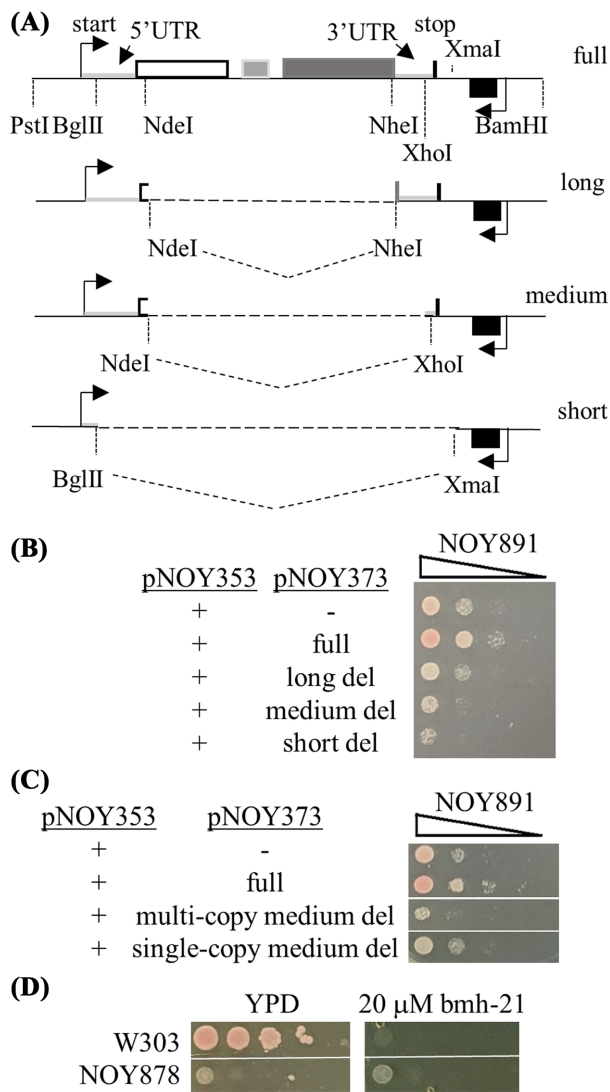 (A)
start 5'UTR 3'UTR stop XmaI full
PstI BglII NdeI NheI BamHI
XhoI
long
NdeI NheI
medium
NdeI XhoI
short
BglII XmaI
(B)
NOY891
pNOY353 pNOY373
+ -
+ full
+ long del
+ medium del
+ short del
(C)
NOY891
pNOY353 pNOY373
+ -
+ full
+ multi-copy medium del
+ single-copy medium del
(D)
YPD 20 μM bmh-21
W303
NOY878